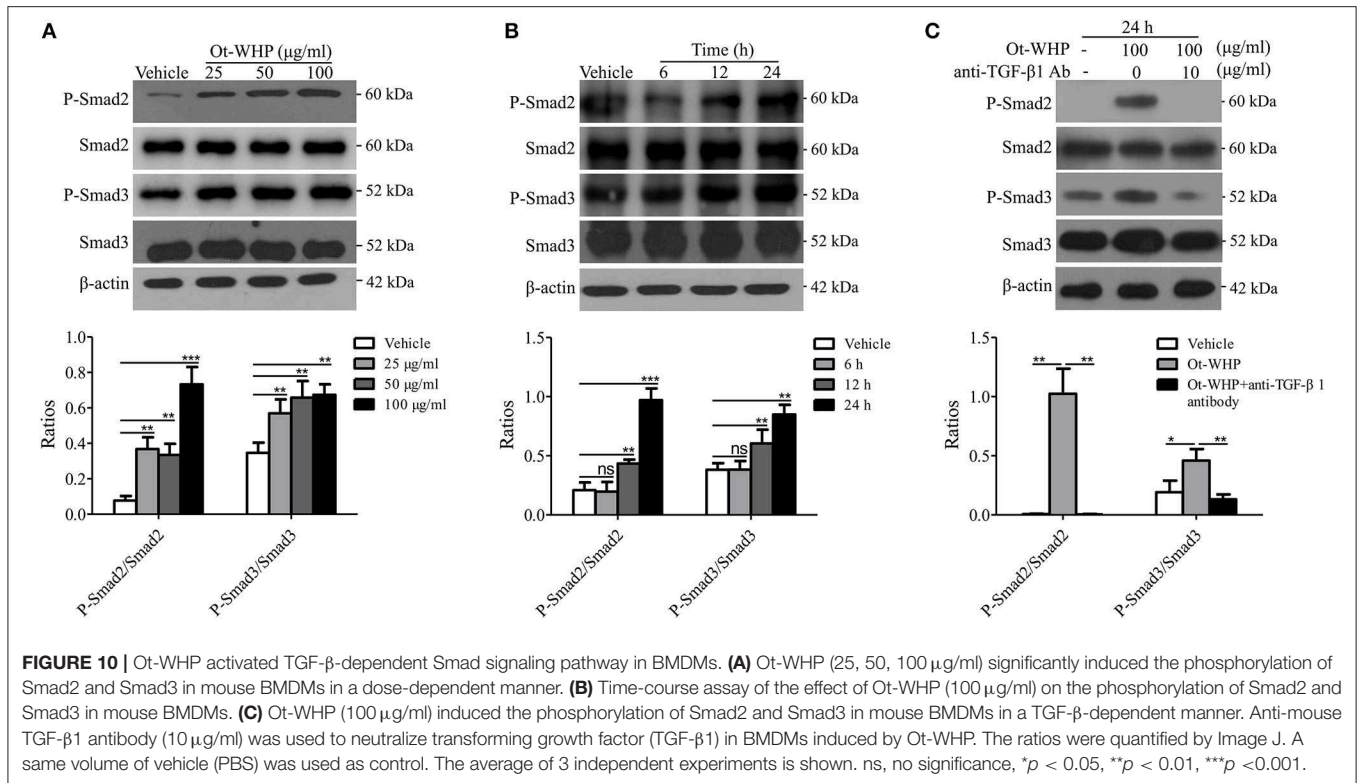 A
Ot-WHP (μg/ml)
Vehicle 25 50 100
P-Smad2 60 kDa
Smad2 60 kDa
P-Smad3 52 kDa
Smad3 52 kDa
β-actin 42 kDa
Ratios
1.0
0.8
0.6
0.4
0.2
0.0
** ** *** ** ** **
Vehicle
25 μg/ml
50 μg/ml
100 μg/ml
P-Smad2/Smad2
P-Smad3/Smad3
B
Time (h)
Vehicle 6 12 24
P-Smad2 60 kDa
Smad2 60 kDa
P-Smad3 52 kDa
Smad3 52 kDa
β-actin 42 kDa
Ratios
1.5
1.0
0.5
0.0
ns ** *** ns ** **
Vehicle
6 h
12 h
24 h
P-Smad2/Smad2
P-Smad3/Smad3
C
24 h
Ot-WHP - 100 100 (μg/ml)
anti-TGF-β1 Ab - 0 10 (μg/ml)
P-Smad2 60 kDa
Smad2 60 kDa
P-Smad3 52 kDa
Smad3 52 kDa
β-actin 42 kDa
Ratios
1.5
1.0
0.5
0.0
** ** * **
Vehicle
Ot-WHP
Ot-WHP+anti-TGF-β 1
antibody
P-Smad2/Smad2
P-Smad3/Smad3
FIGURE 10 | Ot-WHP activated TGF-β-dependent Smad signaling pathway in BMDMs. (A) Ot-WHP (25, 50, 100 μg/ml) significantly induced the phosphorylation of
Smad2 and Smad3 in mouse BMDMs in a dose-dependent manner. (B) Time-course assay of the effect of Ot-WHP (100 μg/ml) on the phosphorylation of Smad2 and
Smad3 in mouse BMDMs. (C) Ot-WHP (100 μg/ml) induced the phosphorylation of Smad2 and Smad3 in mouse BMDMs in a TGF-β-dependent manner. Anti-mouse
TGF-β1 antibody (10 μg/ml) was used to neutralize transforming growth factor (TGF-β1) in BMDMs induced by Ot-WHP. The ratios were quantified by Image J. A
same volume of vehicle (PBS) was used as control. The average of 3 independent experiments is shown. ns, no significance, *p < 0.05, **p < 0.01, ***p <0.001.